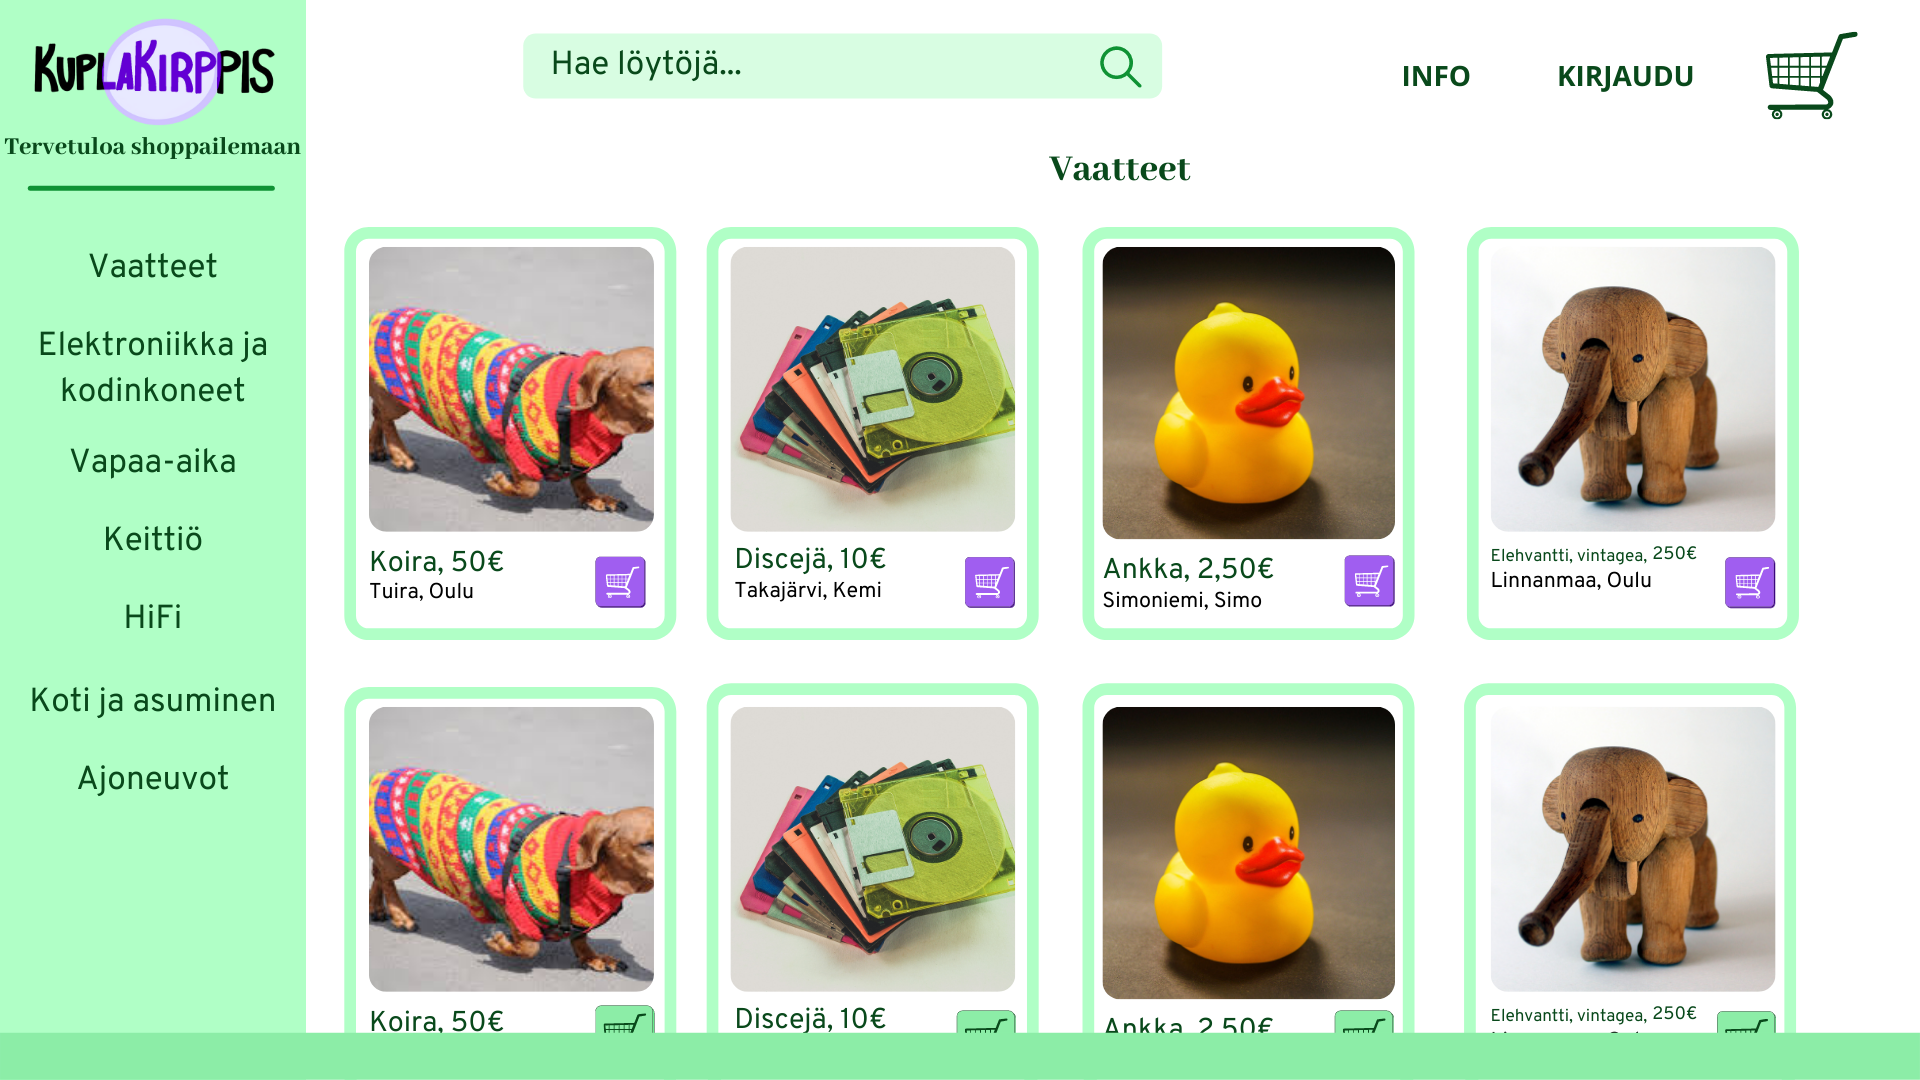 KUPLAKIRPPIS
Tervetuloa shoppailemaan
Vaatteet
Elektroniikka ja
kodinkoneet
Vapaa-aika
Keittiö
HiFi
Koti ja asuminen
Ajoneuvot
Hae löytöjä...
INFO
KIRJAUDU
Vaatteet
Koira, 50€
Tuira, Oulu
Discejä, 10€
Takajärvi, Kemi
Ankka, 2,50€
Simoniemi, Simo
Elehvantti, vintagea, 250€
Linnanmaa, Oulu
Koira, 50€
Discejä, 10€
Ankka, 2,50€
Elehvantti, vintagea, 250€